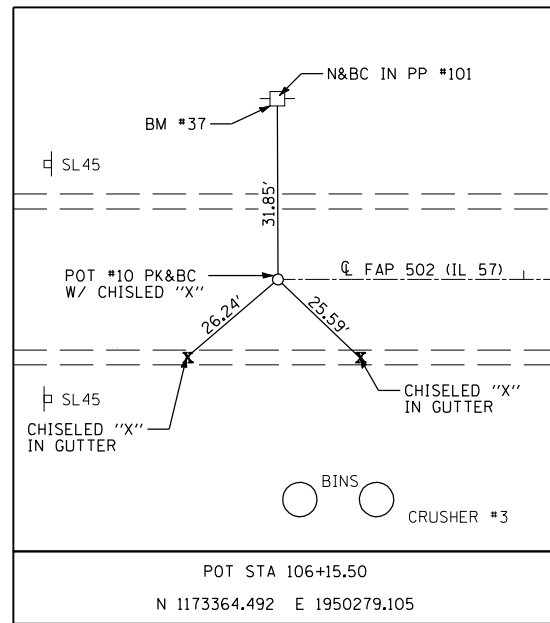 N&BC IN PP #101
BM #37
SL45
31.85'
POT #10 PK&BC
W/ CHISLED "X"
℄ FAP 502 (IL 57)
26.24'
25.59'
SL45
CHISELED "X"
IN GUTTER
CHISELED "X"
IN GUTTER
BINS
CRUSHER #3
POT STA 106+15.50
N 1173364.492 E 1950279.105